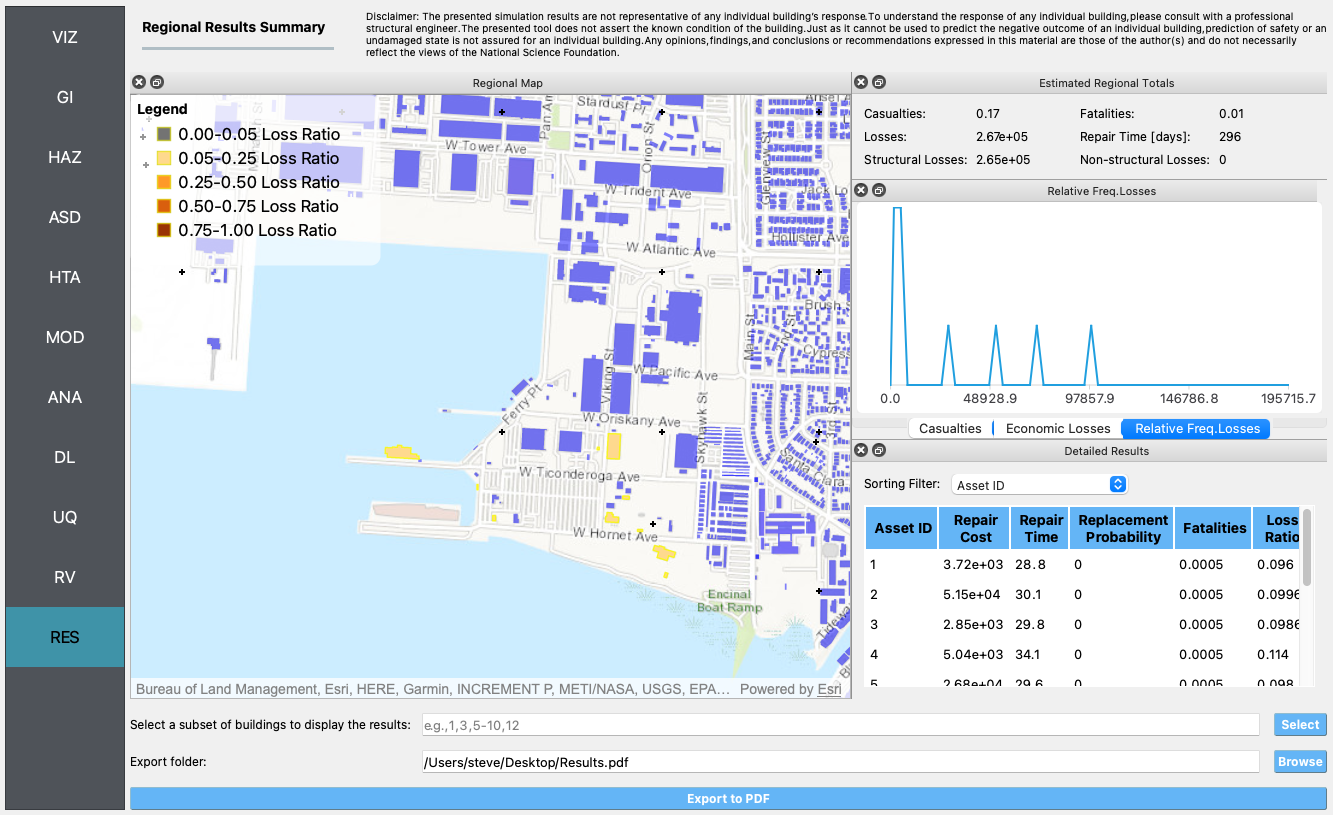 VIZ
GI
HAZ
ASD
HTA
MOD
ANA
DL
UQ
RV
RES
Regional Results Summary
Disclaimer: The presented simulation results are not representative of any individual building's response.To understand the response of any individual building,please consult with a professional
structural engineer.The presented tool does not assert the known condition of the building.Just as it cannot be used to predict the negative outcome of an individual building,prediction of safety or an
undamaged state is not assured for an individual building.Any opinions,findings,and conclusions or recommendations expressed in this material are those of the author(s) and do not necessarily
reflect the views of the National Science Foundation.
Regional Map
Legend
0.00-0.05 Loss Ratio
0.05-0.25 Loss Ratio
0.25-0.50 Loss Ratio
0.50-0.75 Loss Ratio
0.75-1.00 Loss Ratio
Stardust Pl
Pan Am
Orion St
Glenview St
W Tower Ave
W Trident Ave
Jack Lo
Hollister Ave
W Atlantic Ave
Brush S
Main St
2nd St
Cypress
Viking St
W Pacific Ave
Ferry Pt
W Oriskany Ave
Skyhawk St
3rd St
Santa Clara
W Ticonderoga Ave
W Hornet Ave
Encinal
Boat Ramp
Tidewa
Bureau of Land Management, Esri, HERE, Garmin, INCREMENT P, METI/NASA, USGS, EPA... Powered by Esri
Estimated Regional Totals
Casualties: 0.17 Fatalities: 0.01
Losses: 2.67e+05 Repair Time [days]: 296
Structural Losses: 2.65e+05 Non-structural Losses: 0
Relative Freq.Losses
0.0 48928.9 97857.9 146786.8 195715.7
Casualties Economic Losses Relative Freq.Losses
Detailed Results
Sorting Filter: Asset ID
Asset ID Repair Cost Repair Time Replacement Probability Fatalities Loss Ratio
1 3.72e+03 28.8 0 0.0005 0.096
2 5.15e+04 30.1 0 0.0005 0.0996
3 2.85e+03 29.8 0 0.0005 0.0986
4 5.04e+03 34.1 0 0.0005 0.114
5 2.68e+04 29.6 0 0.0005 0.098
Select a subset of buildings to display the results: e.g.,1,3,5-10,12 Select
Export folder: /Users/steve/Desktop/Results.pdf Browse
Export to PDF